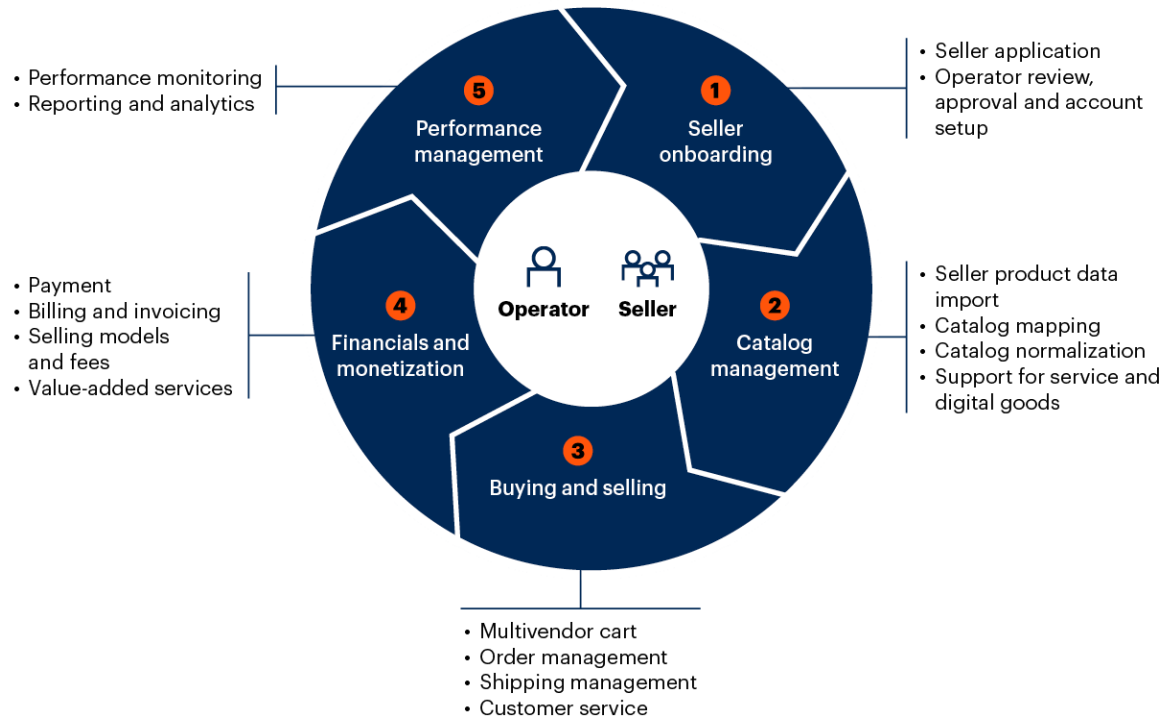 5
Performance
management
• Performance monitoring
• Reporting and analytics
1
Seller
onboarding
• Seller application
• Operator review,
approval and account
setup
Operator
Seller
2
Catalog
management
• Seller product data
import
• Catalog mapping
• Catalog normalization
• Support for service and
digital goods
3
Buying and selling
• Multivendor cart
• Order management
• Shipping management
• Customer service
4
Financials and
monetization
• Payment
• Billing and invoicing
• Selling models
and fees
• Value-added services